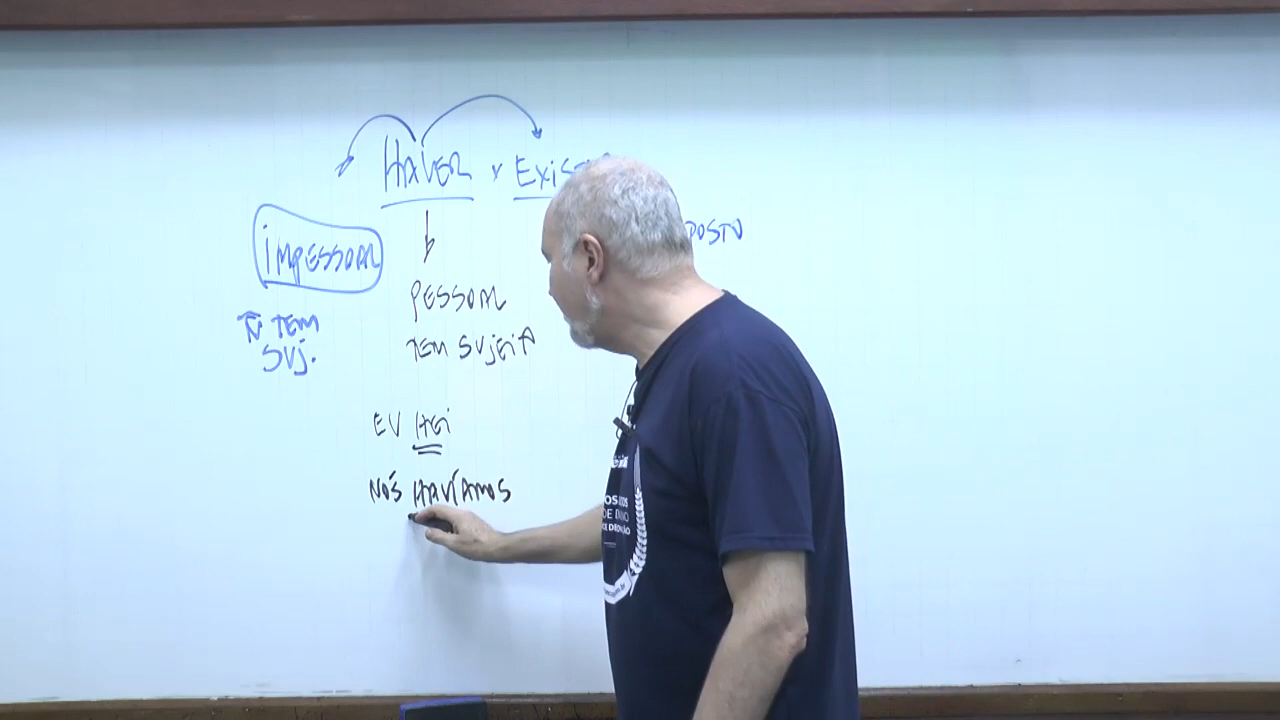 HAVER x EXIS
IMPESSOAL
POSTO
PESSOAL
Ñ TEM
SUJ.
TEM SUJEITO
EU HEI
NÓS HAVÍAMOS